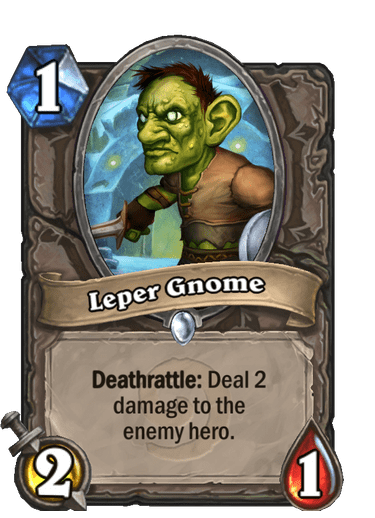 1
Leper Gnome
Deathrattle: Deal 2
damage to the
enemy hero.
2
1